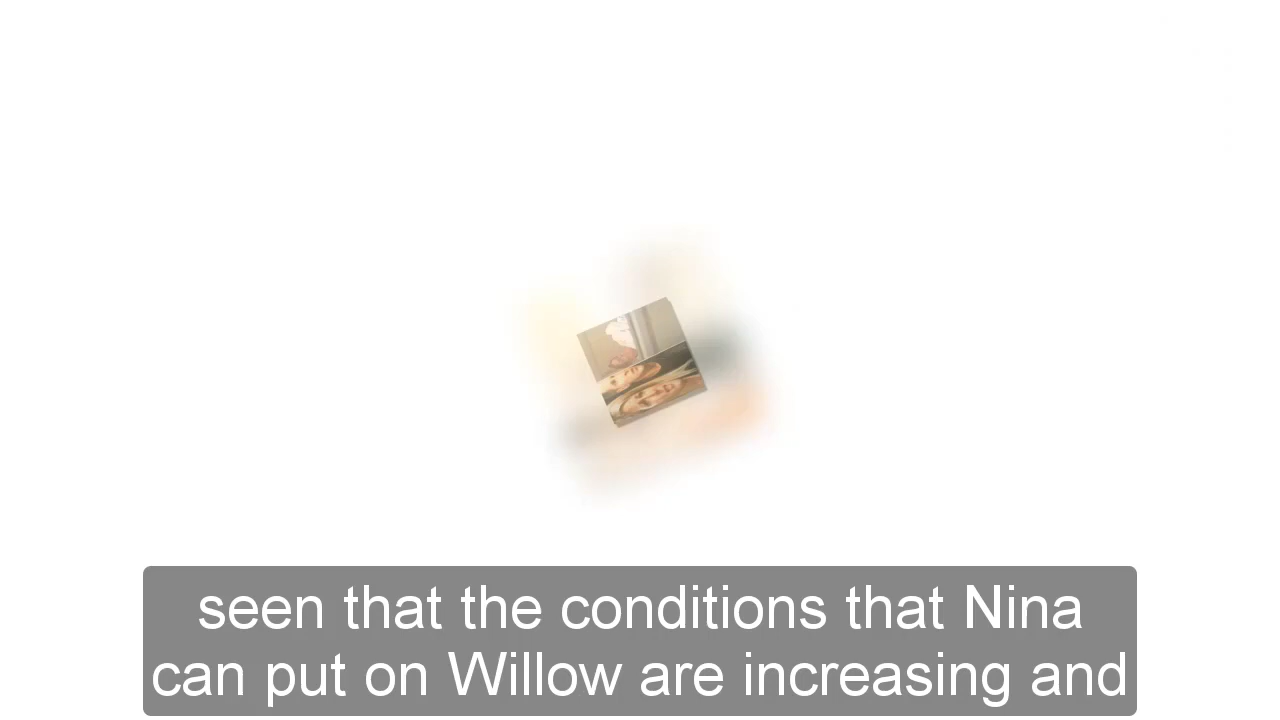 seen that the conditions that Nina
can put on Willow are increasing and